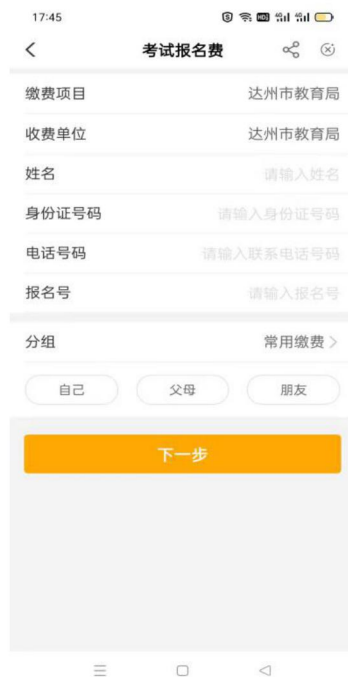 17:45
考试报名费
缴费项目 达州市教育局
收费单位 达州市教育局
姓名 请输入姓名
身份证号码 请输入身份证号码
电话号码 请输入联系电话号码
报名号 请输入报名号
分组 常用缴费
自己 父母 朋友
下一步